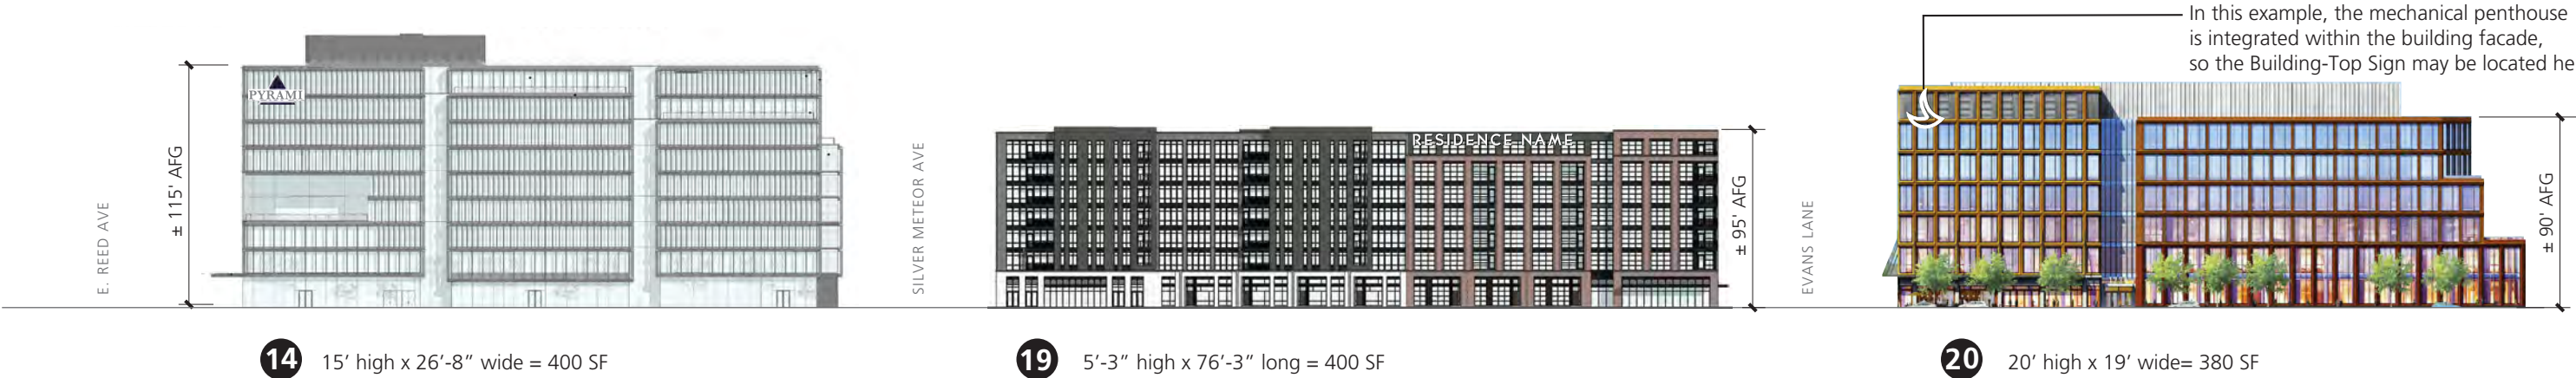 In this example, the mechanical penthouse
is integrated within the building facade,
so the Building-Top Sign may be located he
E. REED AVE
± 115' AFG
PYRAMI
SILVER METEOR AVE
RESIDENCE NAME
± 95' AFG
EVANS LANE
± 90' AFG
14 15’ high x 26’-8” wide = 400 SF
19 5’-3” high x 76’-3” long = 400 SF
20 20’ high x 19’ wide= 380 SF